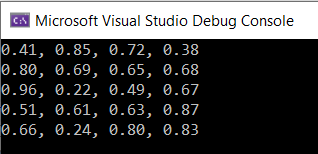 Microsoft Visual Studio Debug Console
0.41, 0.85, 0.72, 0.38
0.80, 0.69, 0.65, 0.68
0.96, 0.22, 0.49, 0.67
0.51, 0.61, 0.63, 0.87
0.66, 0.24, 0.80, 0.83